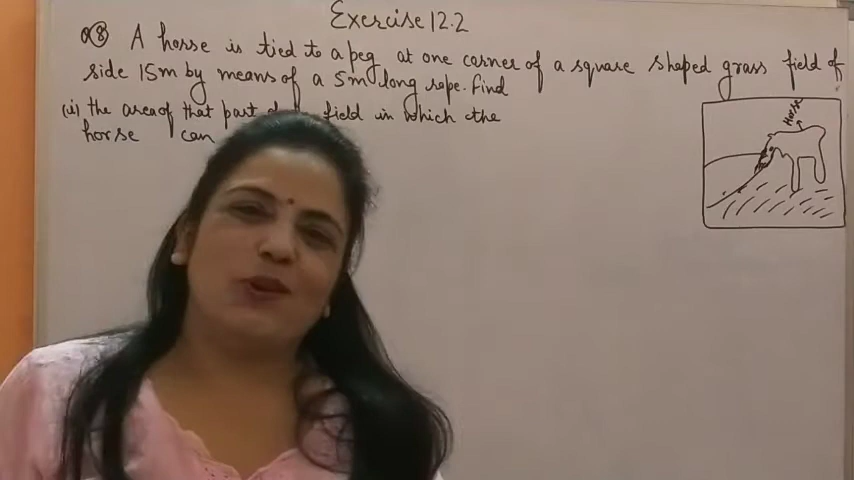 Exercise 12.2
Q8 A horse is tied to a peg at one corner of a square shaped grass field of
side 15m by means of a 5m long rope. Find
(i) the area of that part field in which the
horse can
Horse